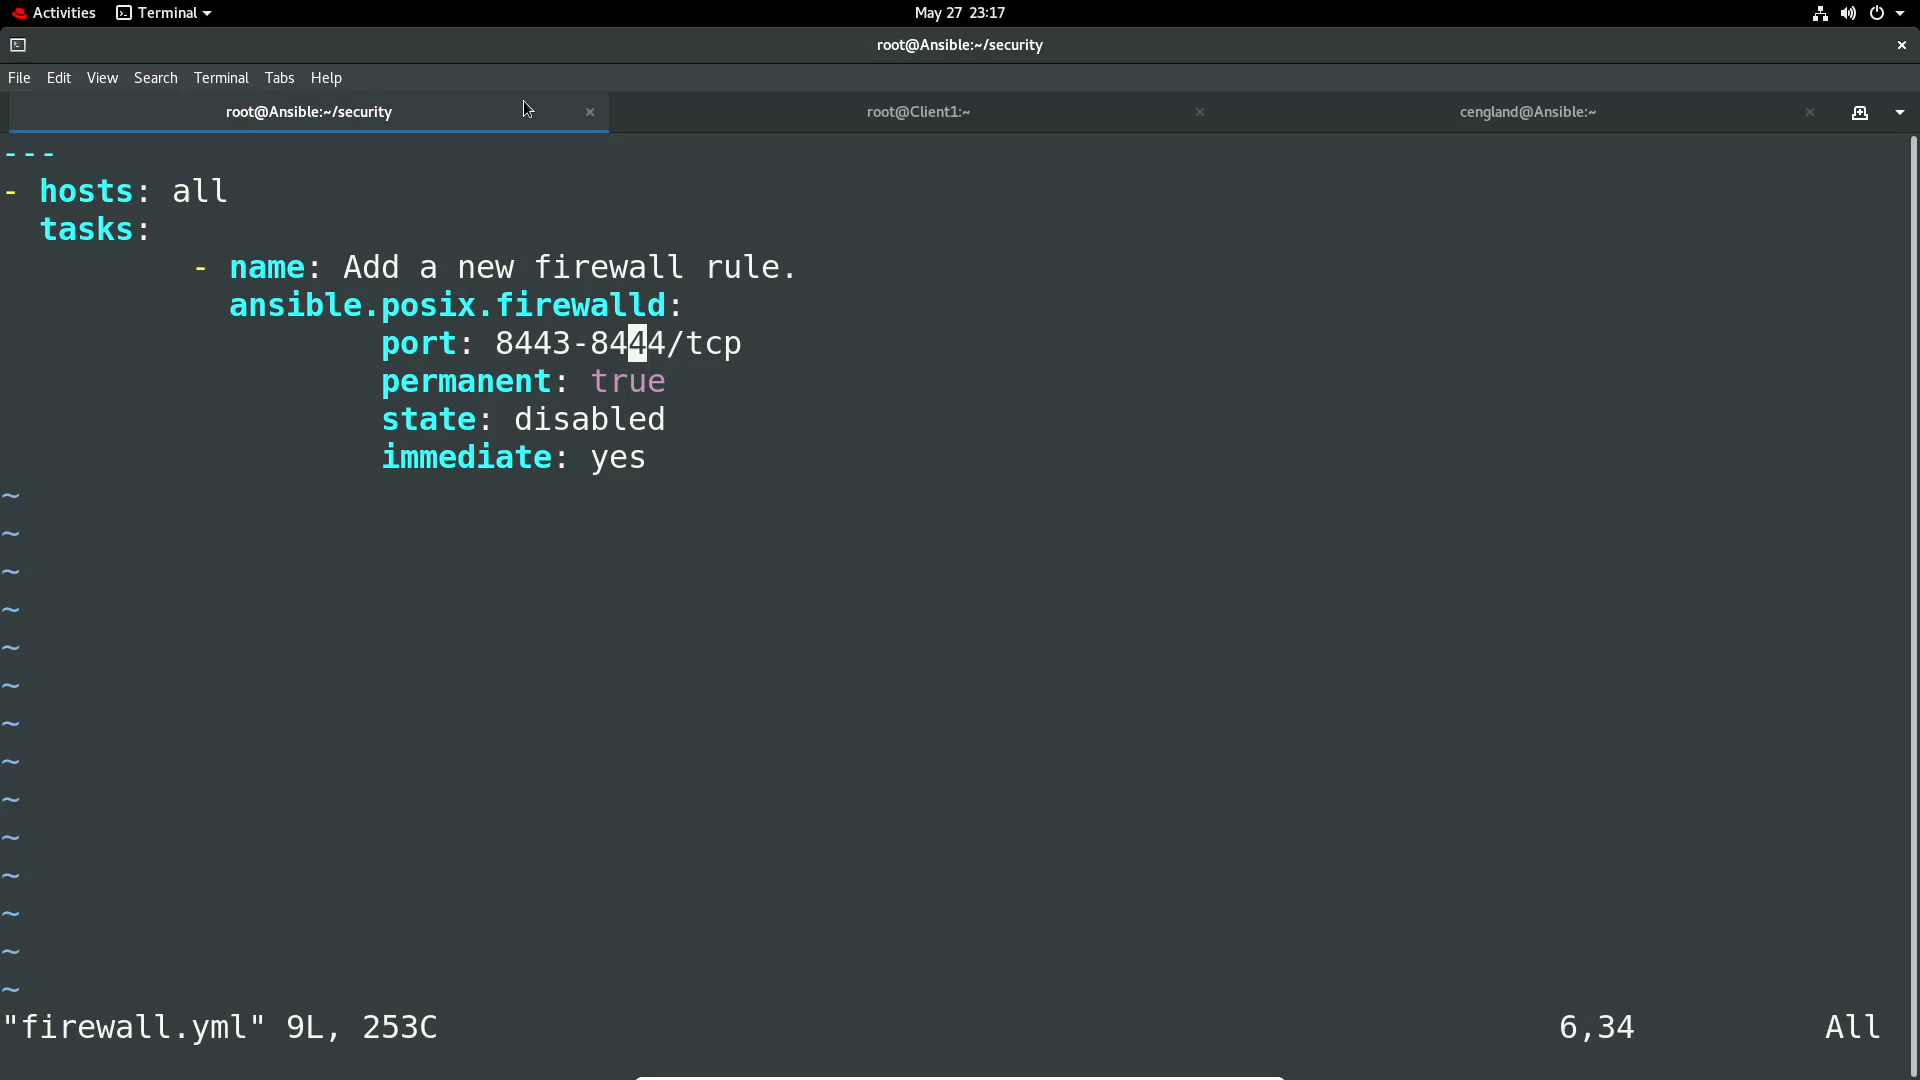 Activities Terminal May 27 23:17
root@Ansible:~/security
File Edit View Search Terminal Tabs Help
root@Ansible:~/security root@Client1:~ cengland@Ansible:~
---
- hosts: all
  tasks:
          - name: Add a new firewall rule.
            ansible.posix.firewalld:
                    port: 8443-8444/tcp
                    permanent: true
                    state: disabled
                    immediate: yes
~
~
~
~
~
~
~
~
~
~
~
~
~
~
"firewall.yml" 9L, 253C 6,34 All